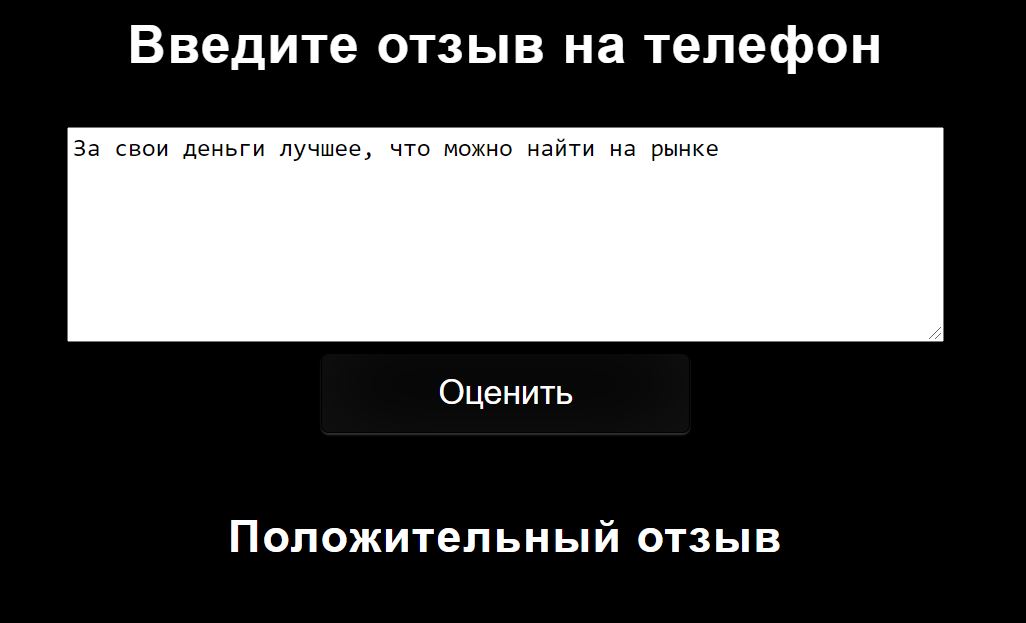 Введите отзыв на телефон
За свои деньги лучшее, что можно найти на рынке
Оценить
Положительный отзыв